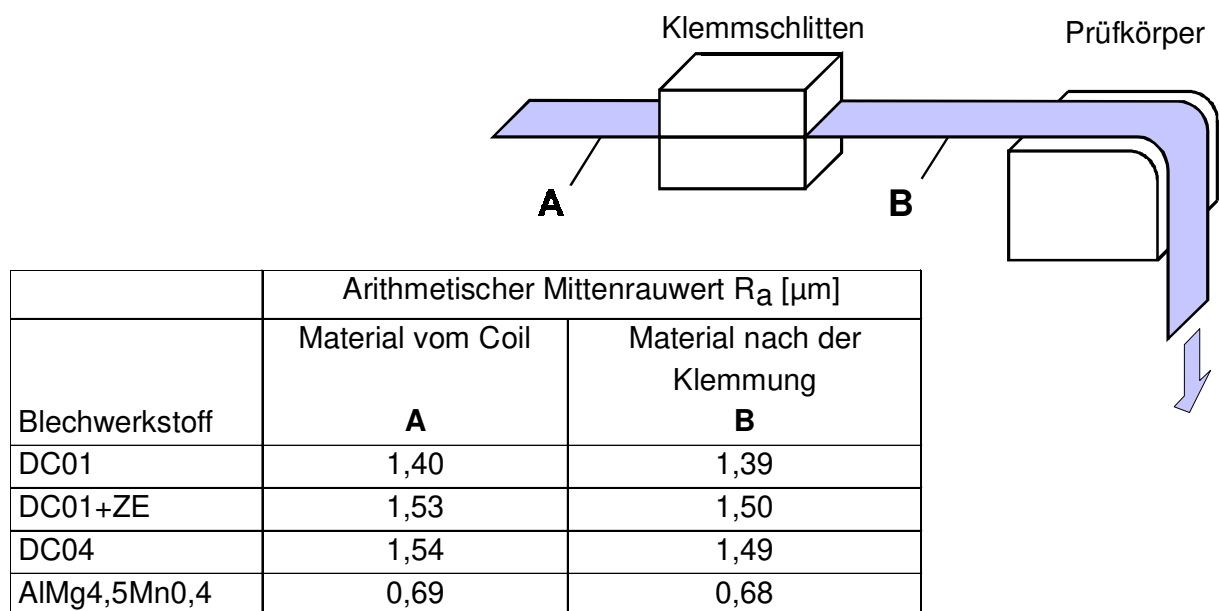 Klemmschlitten
Prüfkörper
A
B
Arithmetischer Mittenrauwert Ra [µm]
Material vom Coil
Material nach der
Klemmung
Blechwerkstoff A B
DC01 1,40 1,39
DC01+ZE 1,53 1,50
DC04 1,54 1,49
AlMg4,5Mn0,4 0,69 0,68